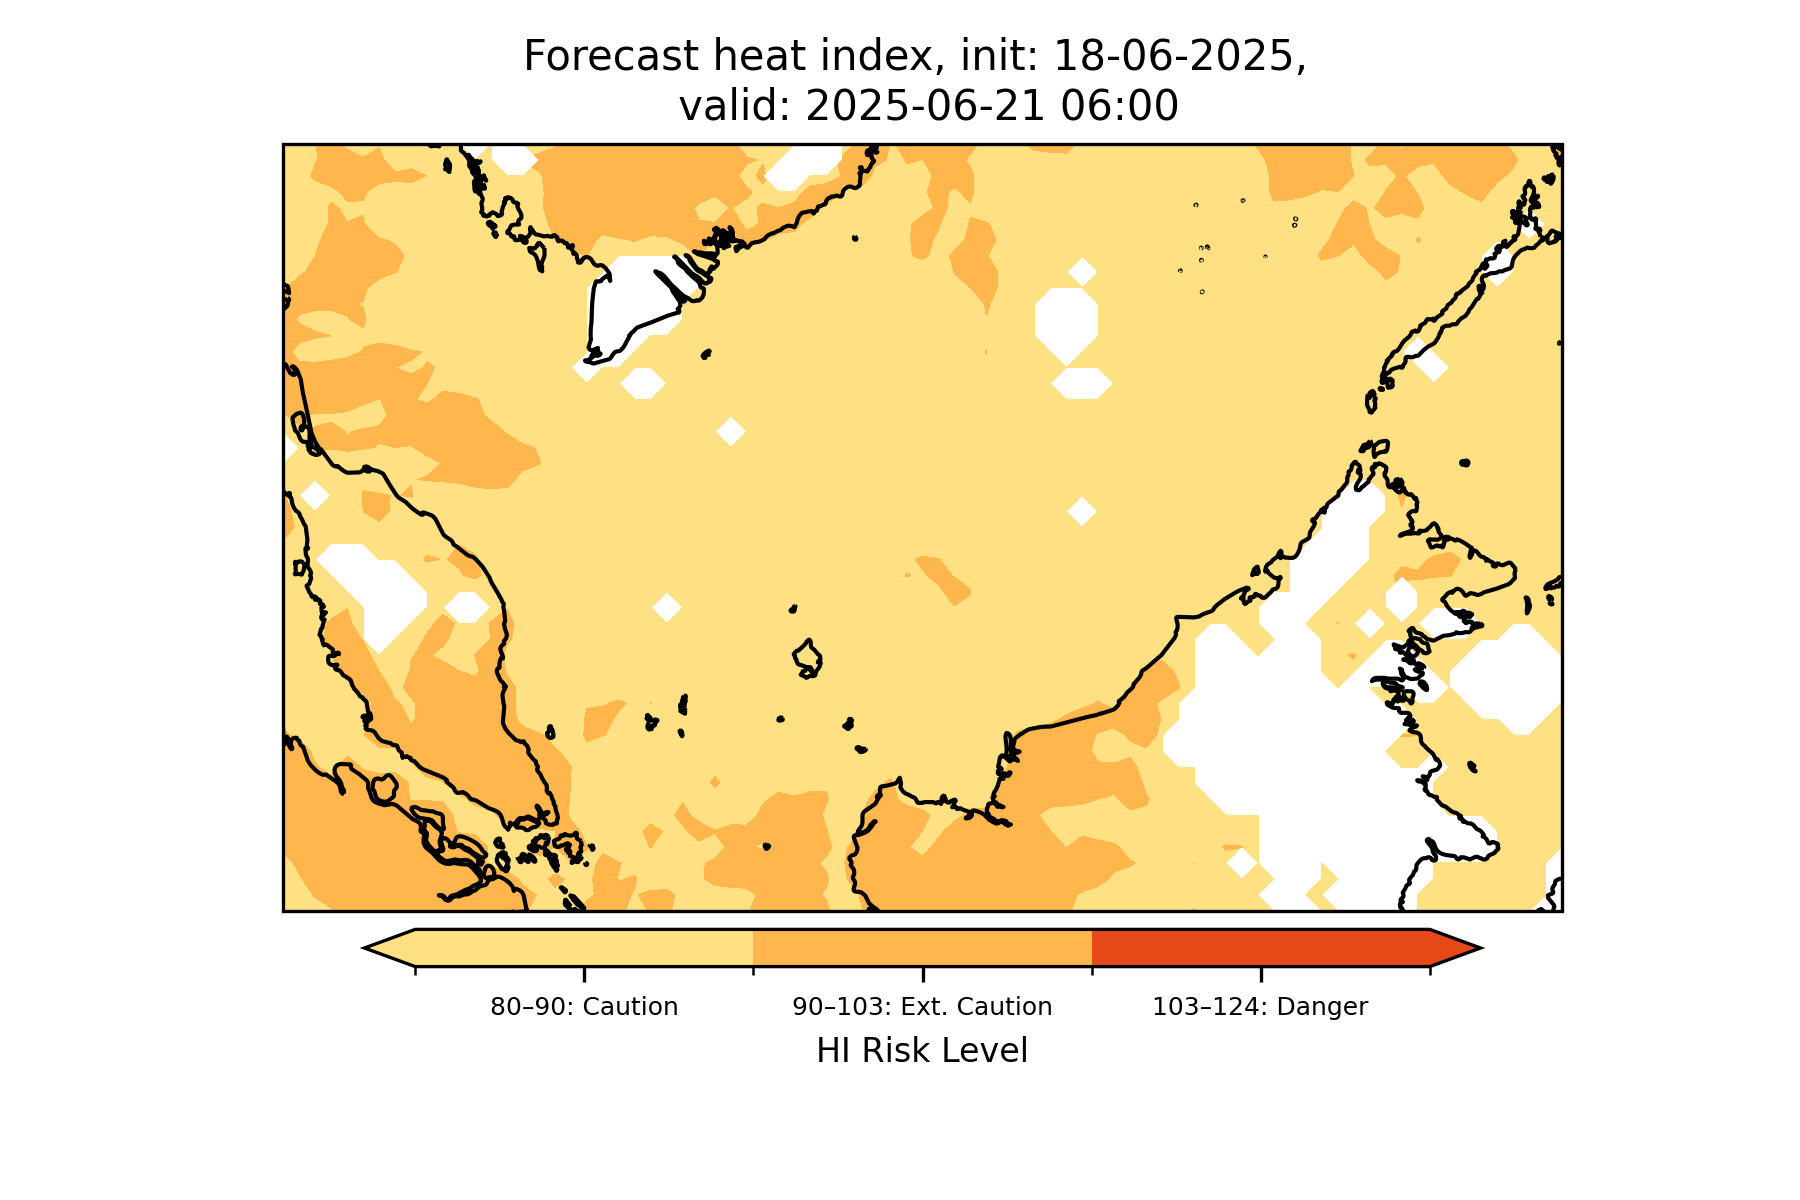 Forecast heat index, init: 18-06-2025,
valid: 2025-06-21 06:00
80–90: Caution
90–103: Ext. Caution
103–124: Danger
HI Risk Level